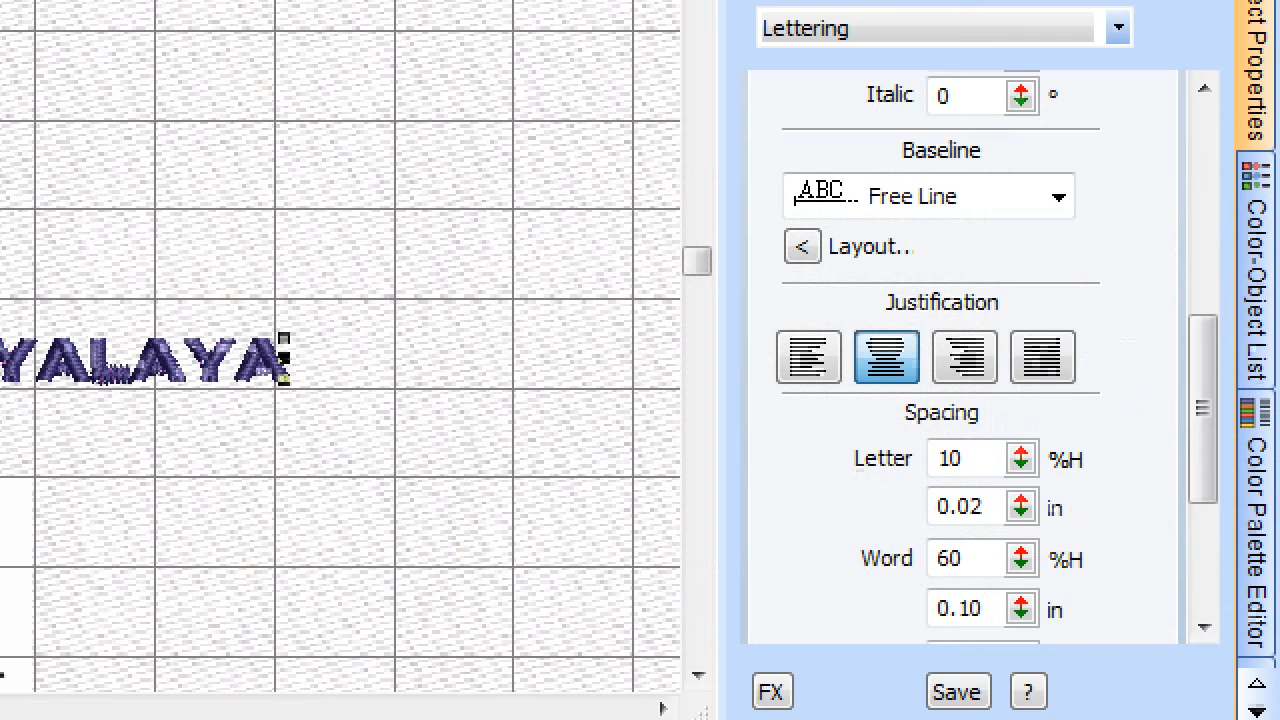 Lettering
Italic 0 °
Baseline
ABC Free Line
< Layout...
Justification
Spacing
Letter 10 %H
0.02 in
Word 60 %H
0.10 in
FX Save ?
YALAYA
ct Properties
Color-Object List
Color Palette Editor